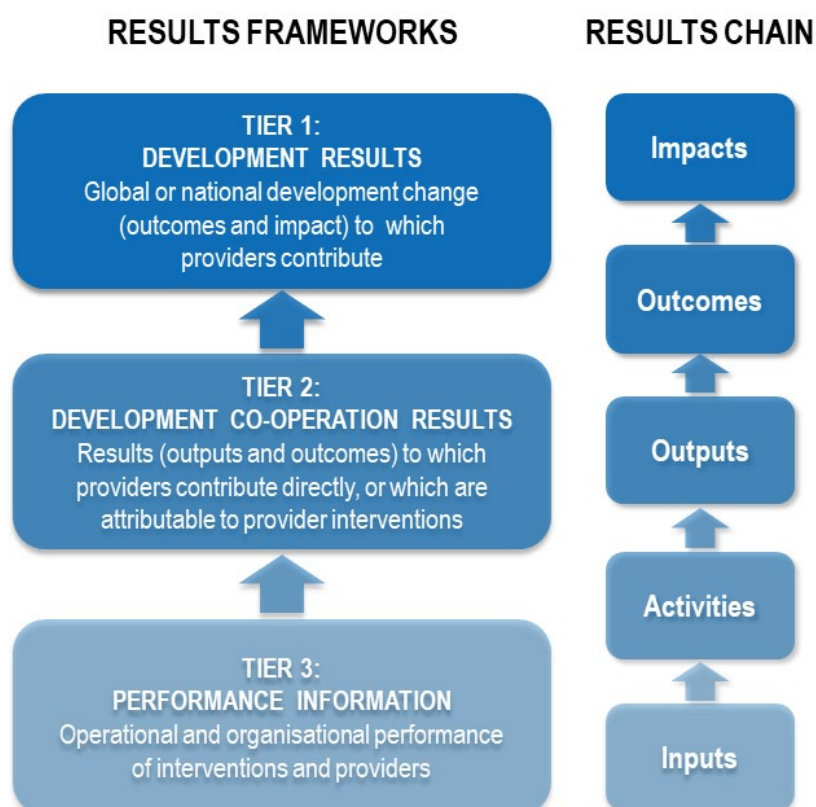 RESULTS FRAMEWORKS
TIER 1:
DEVELOPMENT RESULTS
Global or national development change
(outcomes and impact) to which
providers contribute
TIER 2:
DEVELOPMENT CO-OPERATION RESULTS
Results (outputs and outcomes) to which
providers contribute directly, or which are
attributable to provider interventions
TIER 3:
PERFORMANCE INFORMATION
Operational and organisational performance
of interventions and providers
RESULTS CHAIN
Impacts
Outcomes
Outputs
Activities
Inputs